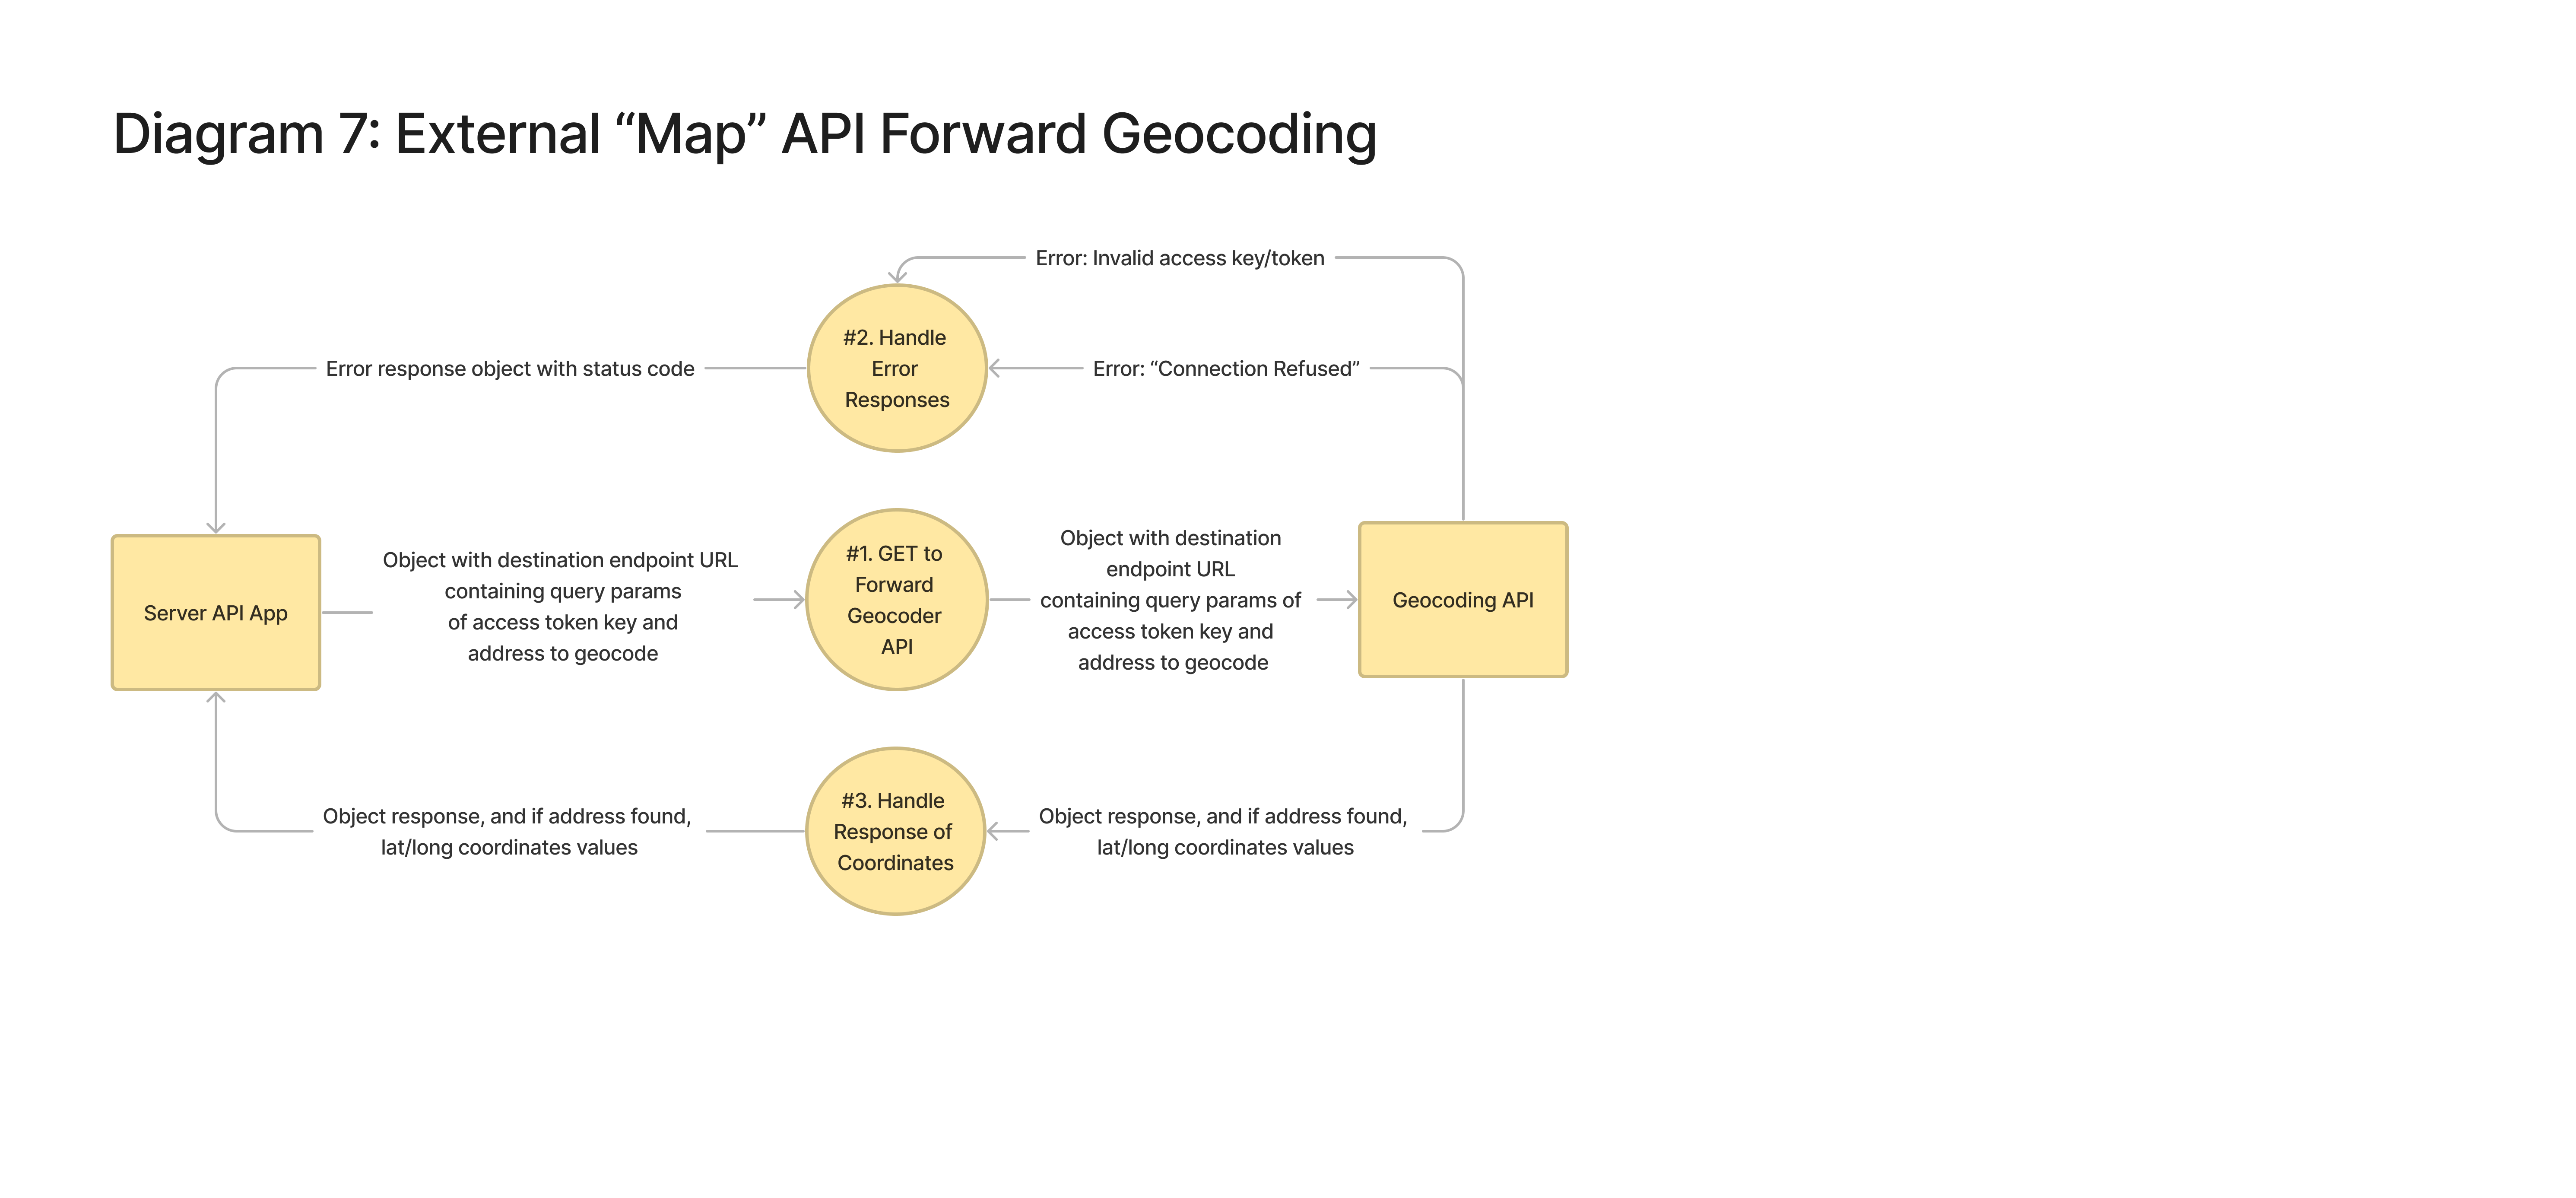 Diagram 7: External “Map” API Forward Geocoding
Error: Invalid access key/token
#2. Handle
Error
Responses
Error response object with status code
Error: “Connection Refused”
Server API App
Object with destination endpoint URL
containing query params
of access token key and
address to geocode
#1. GET to
Forward
Geocoder
API
Object with destination
endpoint URL
containing query params of
access token key and
address to geocode
Geocoding API
Object response, and if address found,
lat/long coordinates values
#3. Handle
Response of
Coordinates
Object response, and if address found,
lat/long coordinates values